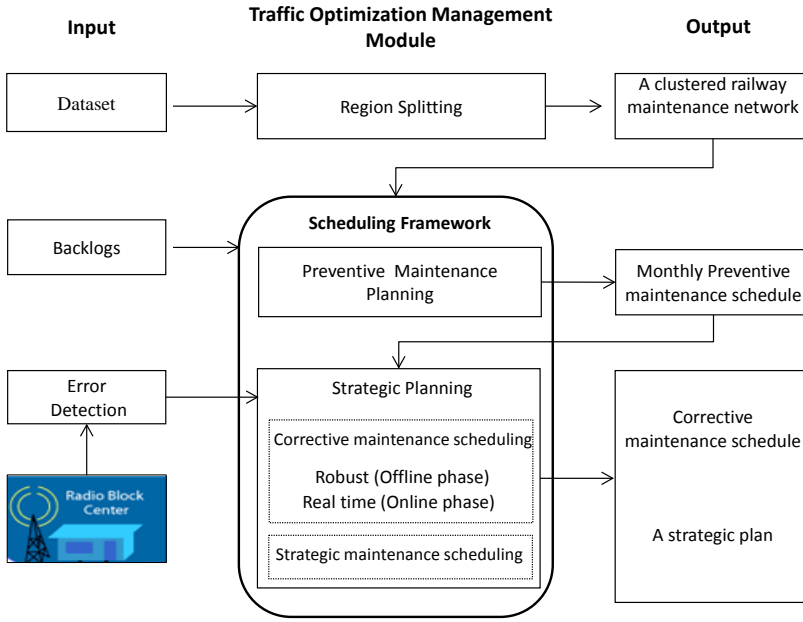 Input
Traffic Optimization Management
Module
Output
Dataset
Region Splitting
A clustered railway
maintenance network
Scheduling Framework
Backlogs
Preventive Maintenance
Planning
Monthly Preventive
maintenance schedule
Error
Detection
Strategic Planning
Corrective maintenance scheduling
Robust (Offline phase)
Real time (Online phase)
Corrective
maintenance schedule
Radio Block
Center
A strategic plan
Strategic maintenance scheduling